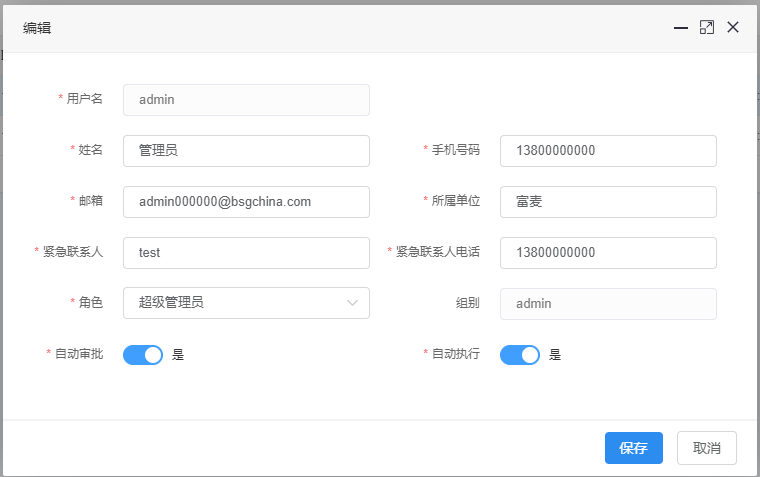 编辑
* 用户名 admin
* 姓名 管理员 * 手机号码 13800000000
* 邮箱 admin000000@bsgchina.com * 所属单位 富麦
* 紧急联系人 test * 紧急联系人电话 13800000000
* 角色 超级管理员 组别 admin
* 自动审批 是 * 自动执行 是
保存 取消